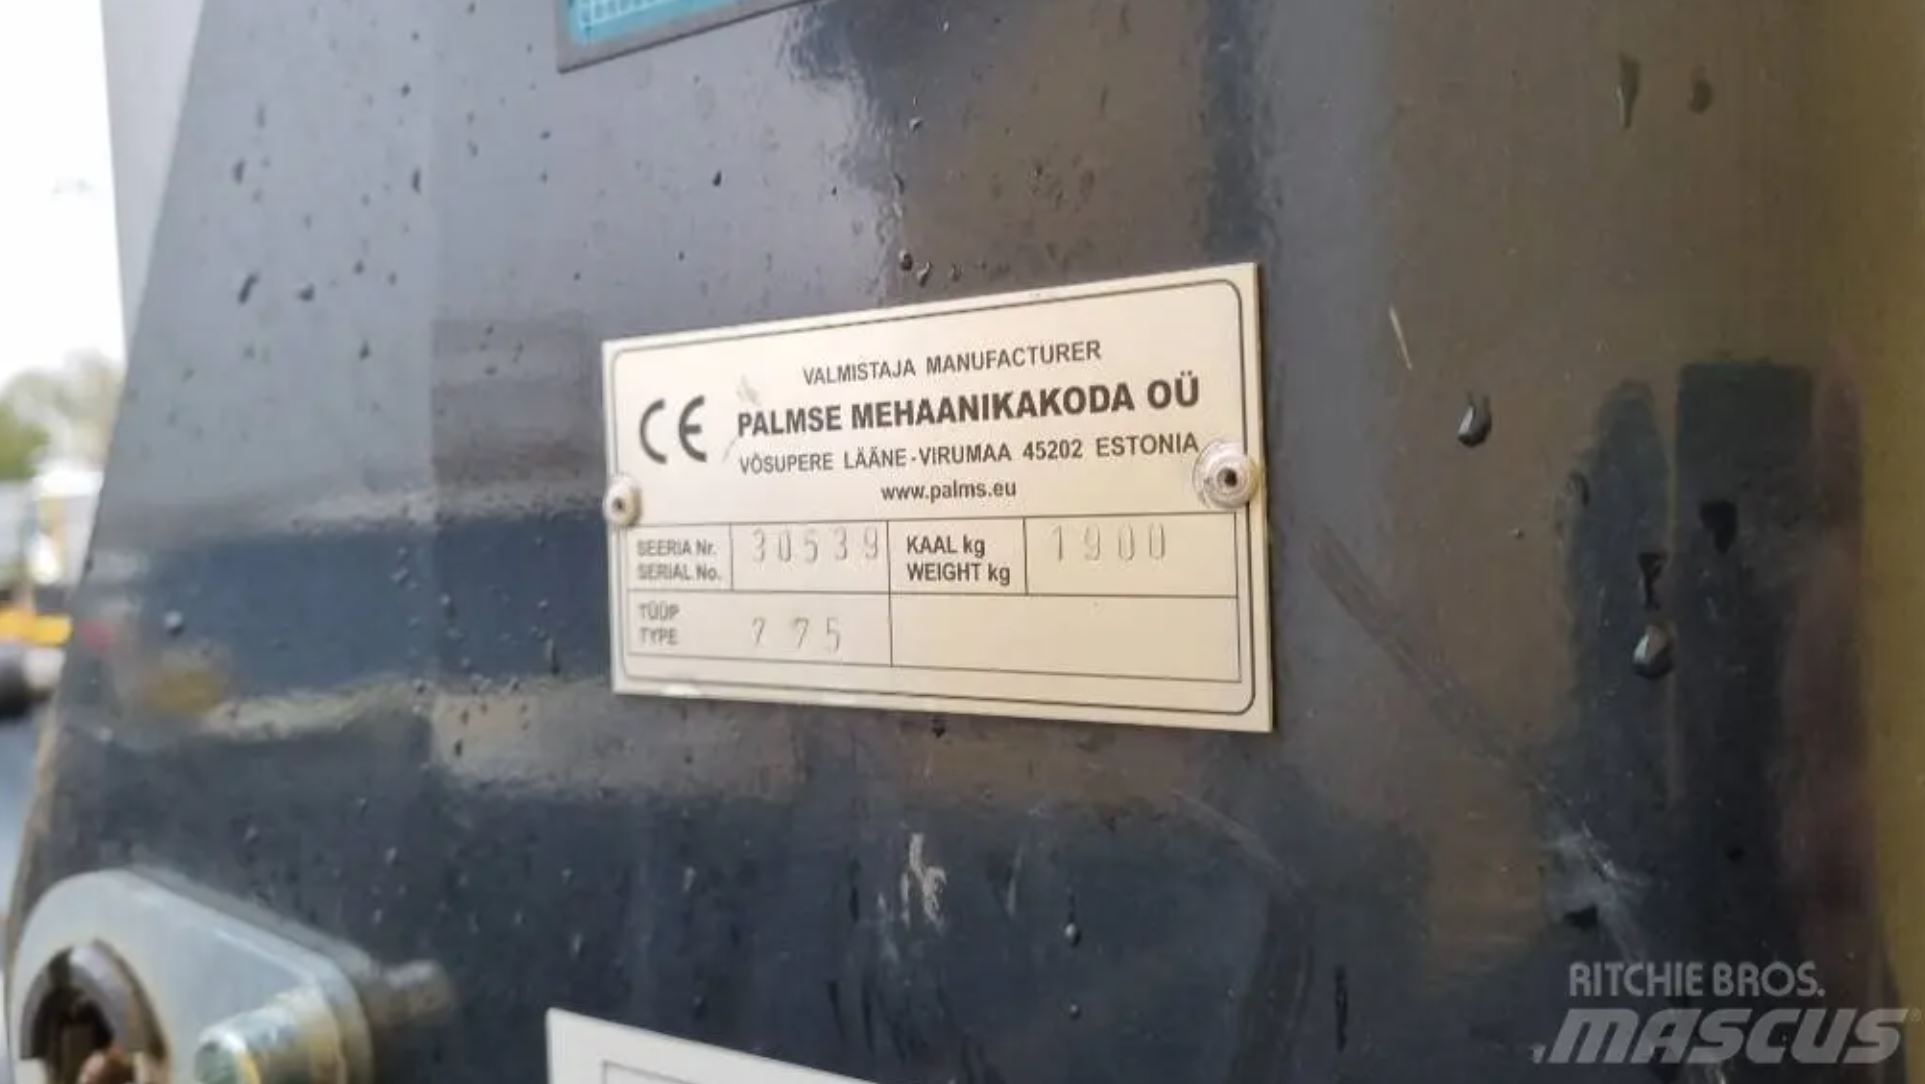 VALMISTAJA MANUFACTURER
CE PALMSE MEHAANIKAKODA OÜ
VÕSUPERE LÄÄNE-VIRUMAA 45202 ESTONIA
www.palms.eu
SEERIA Nr. 30539 KAAL kg 1900
SERIAL No. WEIGHT kg
TÜÜP
TYPE 775
RITCHIE BROS.
MASCUS